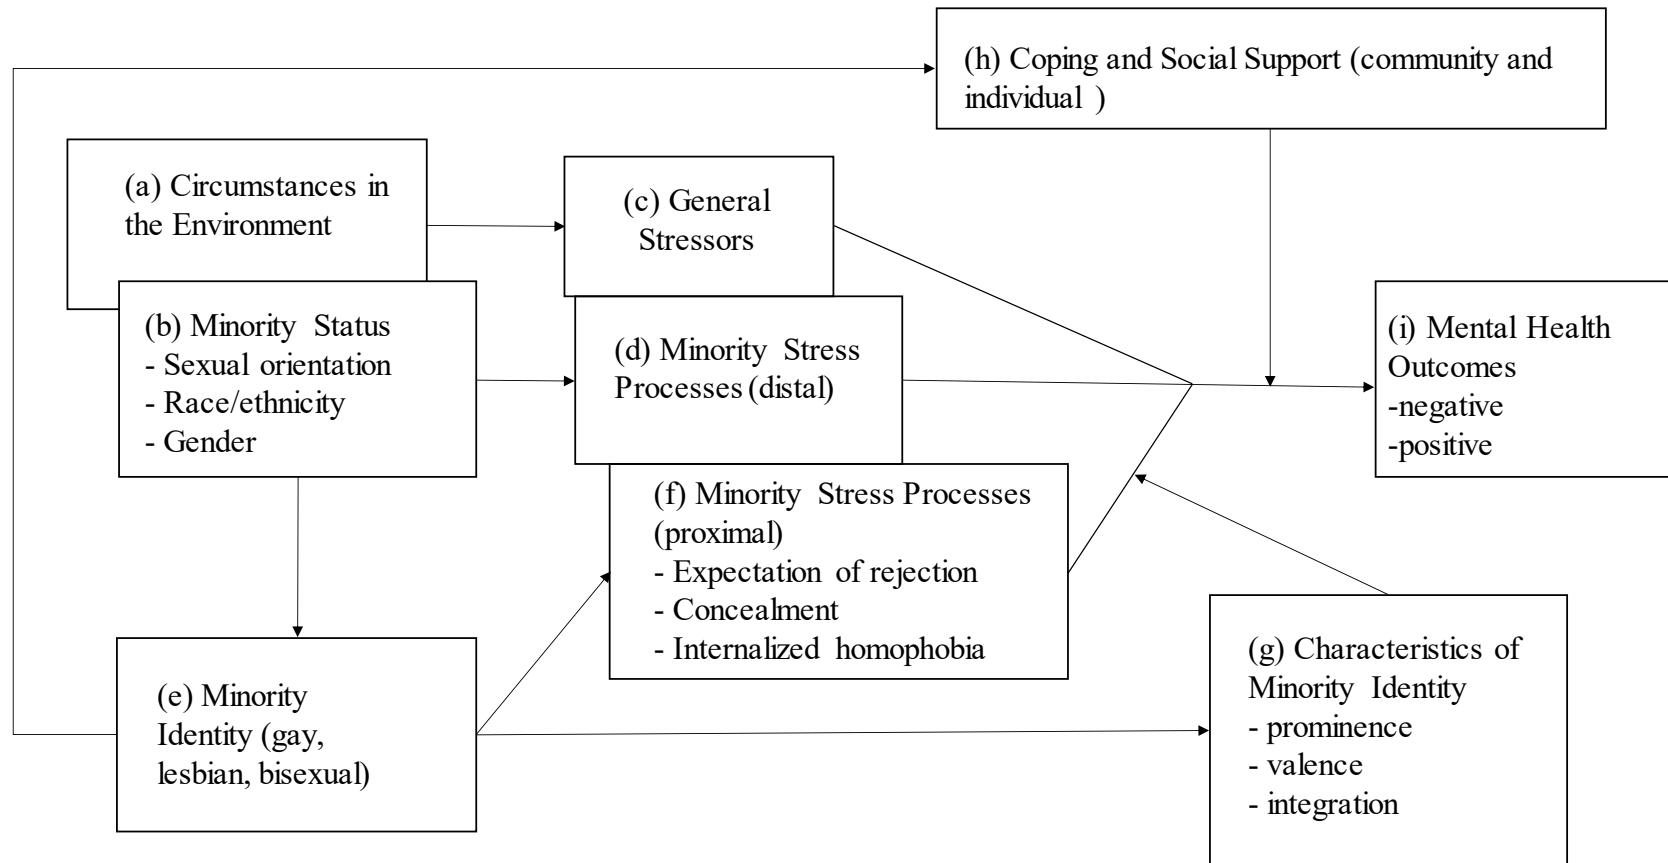 (h) Coping and Social Support (community and
individual )
(a) Circumstances in
the Environment
(c) General
Stressors
(b) Minority Status
- Sexual orientation
- Race/ethnicity
- Gender
(d) Minority Stress
Processes (distal)
(i) Mental Health
Outcomes
-negative
-positive
(f) Minority Stress Processes
(proximal)
- Expectation of rejection
- Concealment
- Internalized homophobia
(e) Minority
Identity (gay,
lesbian, bisexual)
(g) Characteristics of
Minority Identity
- prominence
- valence
- integration